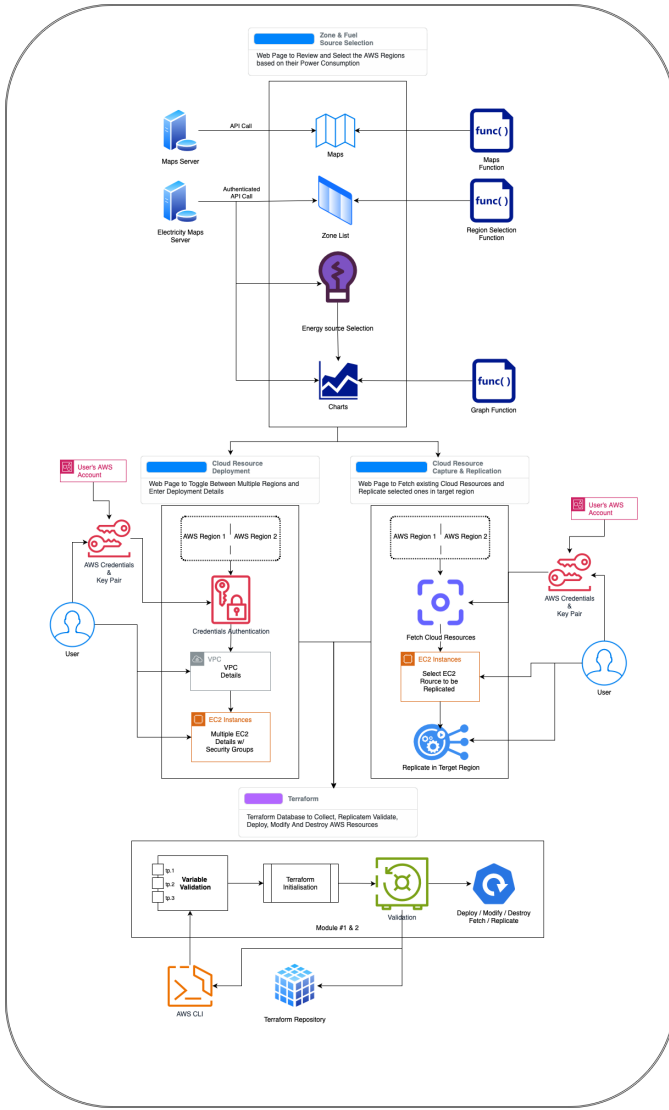 Zone & Fuel
Source Selection
Web Page to Review and Select the AWS Regions
based on their Power Consumption
API Call
Maps Server
Maps
func( )
Maps
Function
Authenticated
API Call
Electricity Maps
Server
Zone List
func( )
Region Selection
Function
Energy source Selection
Charts
func( )
Graph Function
Cloud Resource
Deployment
Web Page to Toggle Between Multiple Regions and
Enter Deployment Details
Cloud Resource
Capture & Replication
Web Page to Fetch existing Cloud Resources and
Replicate selected ones in target region
User's AWS
Account
User's AWS
Account
AWS Region 1
AWS Region 2
AWS Region 1
AWS Region 2
AWS Credentials
&
Key Pair
AWS Credentials
&
Key Pair
Credentials Authentication
Fetch Cloud Resources
User
User
VPC
VPC
Details
EC2 Instances
Select EC2
Rource to be
Replicated
EC2 Instances
Multiple EC2
Details w/
Security Groups
Replicate in Target Region
Terraform
Terraform Database to Collect, Replicatem Validate,
Deploy, Modify And Destroy AWS Resources
tp.1
tp.2
tp.3
Variable
Validation
Terraform
Initialisation
Validation
Deploy / Modify / Destroy
Fetch / Replicate
Module #1 & 2
AWS CLI
Terraform Repository